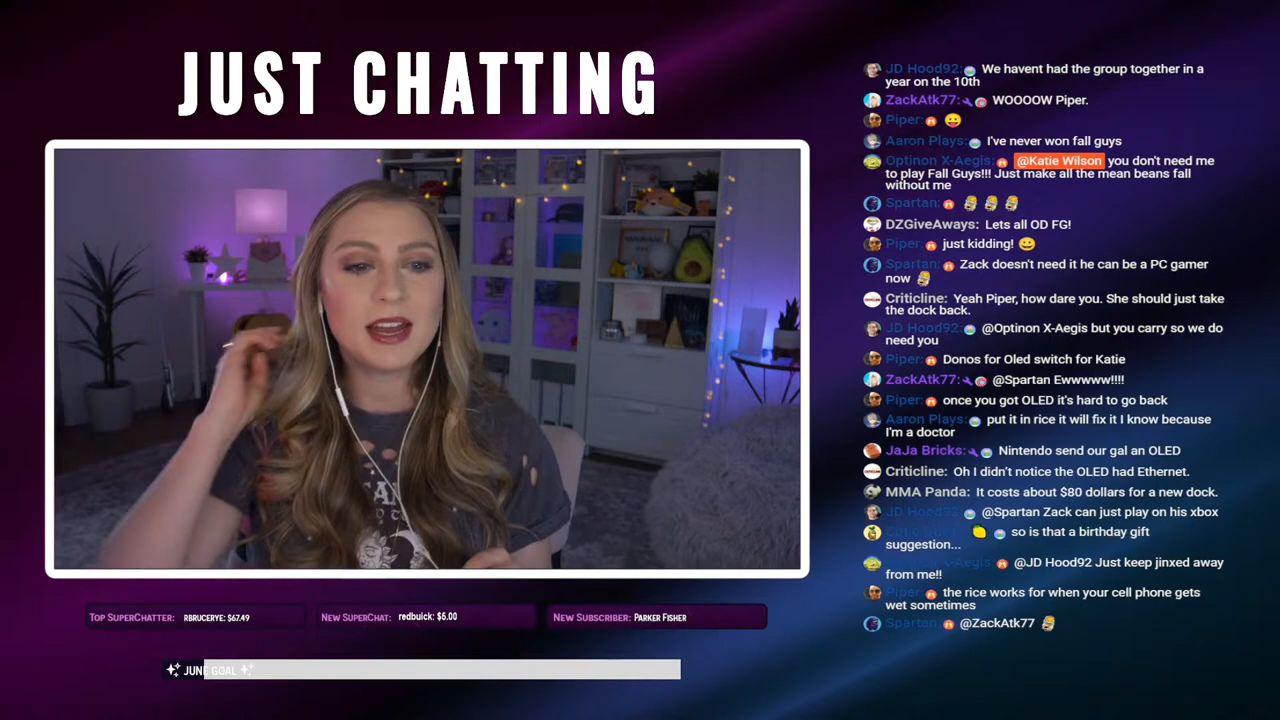 JUST CHATTING
JD Hood92: We havent had the group together in a
year on the 10th
ZackAtk77: WOOOOW Piper.
Piper:
Aaron Plays: I've never won fall guys
Optinon X-Aegis: @Katie Wilson you don't need me
to play Fall Guys!!! Just make all the mean beans fall
without me
Spartan:
DZGiveAways: Lets all OD FG!
Piper: just kidding!
Spartan: Zack doesn't need it he can be a PC gamer
now
Criticline: Yeah Piper, how dare you. She should just take
the dock back.
JD Hood92: @Optinon X-Aegis but you carry so we do
need you
Piper: Donos for Oled switch for Katie
ZackAtk77: @Spartan Ewwwww!!!!
Piper: once you got OLED it's hard to go back
Aaron Plays: put it in rice it will fix it I know because
I'm a doctor
JaJa Bricks: Nintendo send our gal an OLED
Criticline: Oh I didn't notice the OLED had Ethernet.
MMA Panda: It costs about $80 dollars for a new dock.
JD Hood92: @Spartan Zack can just play on his xbox
so is that a birthday gift
suggestion...
X-Aegis: @JD Hood92 Just keep jinxed away
from me!!
Piper: the rice works for when your cell phone gets
wet sometimes
Spartan: @ZackAtk77
TOP SUPERCHATTER: RBRUCERYE: $67.49
NEW SUPERCHAT: redbuick: $5.00
NEW SUBSCRIBER: PARKER FISHER
JUNE GOAL